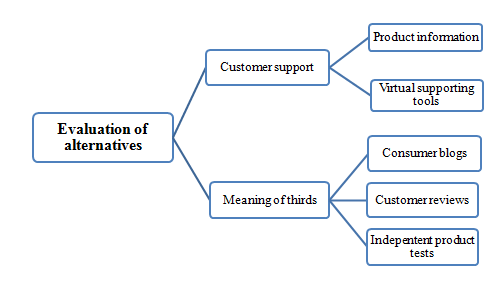 Product information
Customer support
Virtual supporting
tools
Evaluation of
alternatives
Consumer blogs
Meaning of thirds
Customer reviews
Indepentent product
tests